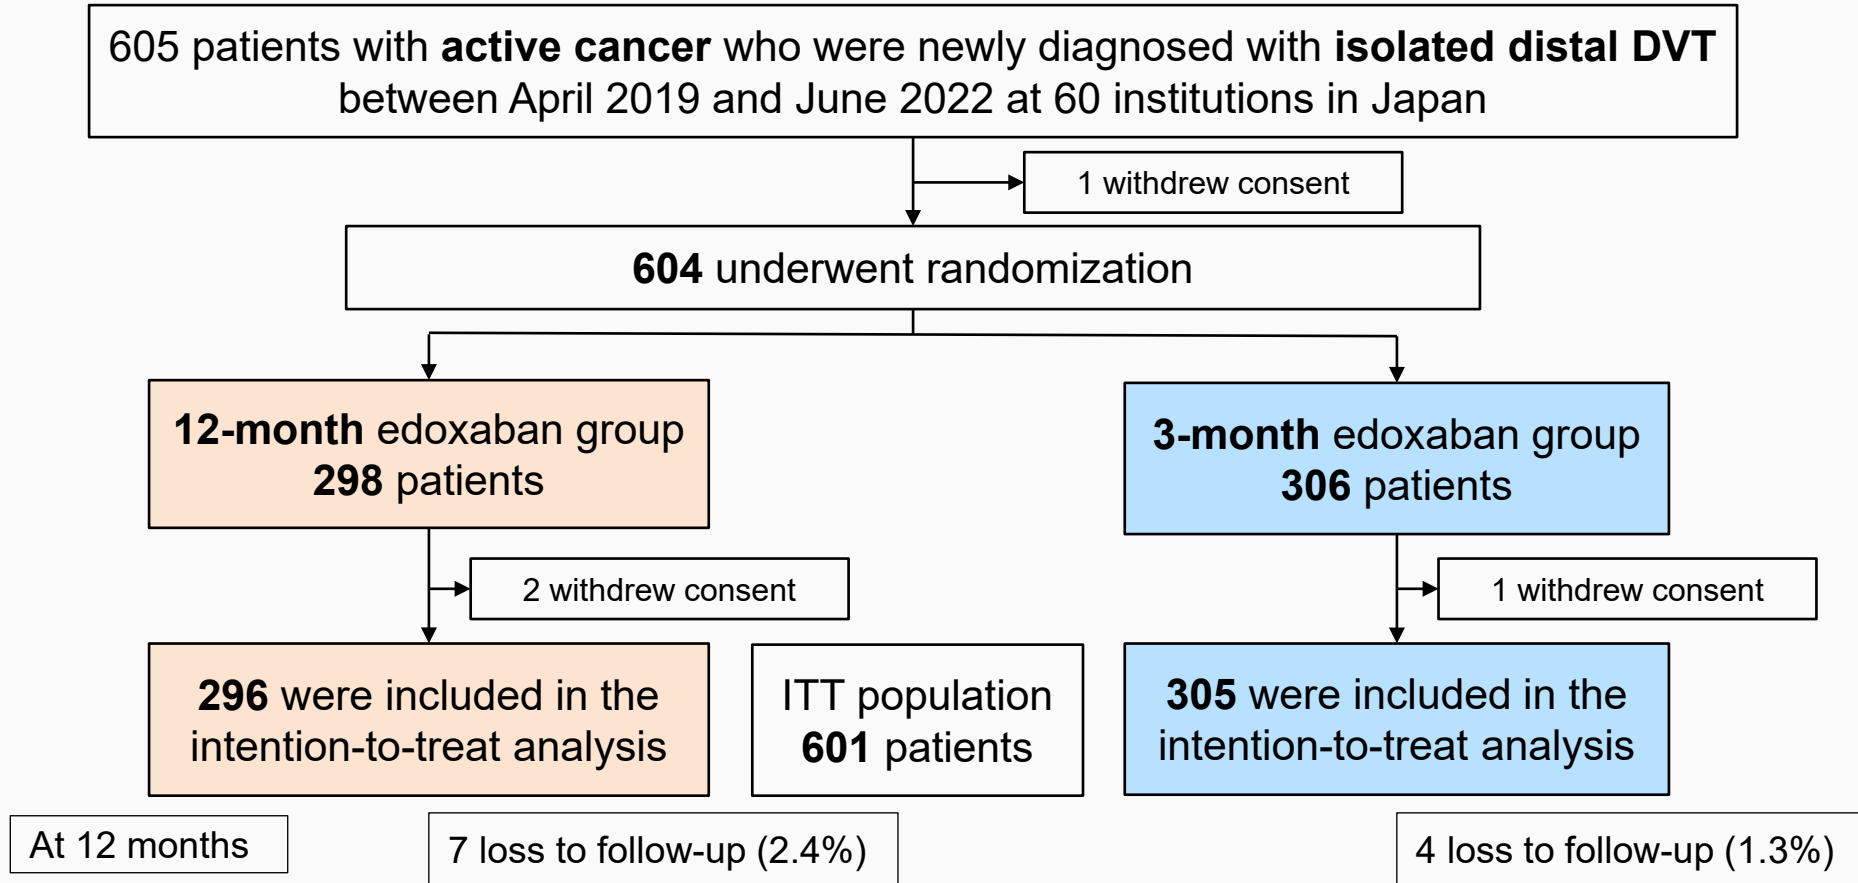 605 patients with active cancer who were newly diagnosed with isolated distal DVT
between April 2019 and June 2022 at 60 institutions in Japan
1 withdrew consent
604 underwent randomization
12-month edoxaban group
298 patients
3-month edoxaban group
306 patients
2 withdrew consent
1 withdrew consent
296 were included in the
intention-to-treat analysis
ITT population
601 patients
305 were included in the
intention-to-treat analysis
At 12 months
7 loss to follow-up (2.4%)
4 loss to follow-up (1.3%)